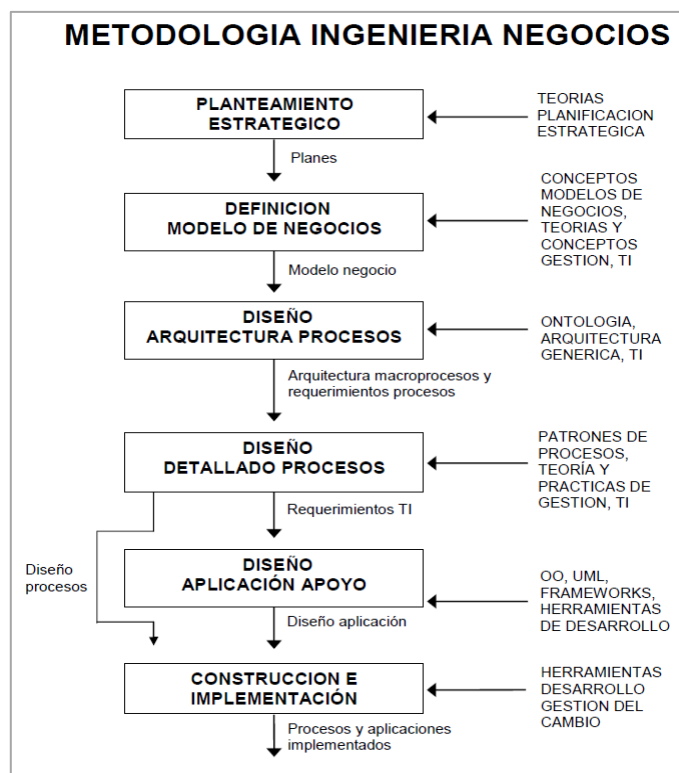 METODOLOGIA INGENIERIA NEGOCIOS
PLANTEAMIENTO
ESTRATEGICO
TEORIAS
PLANIFICACION
ESTRATEGICA
Planes
DEFINICION
MODELO DE NEGOCIOS
CONCEPTOS
MODELOS DE
NEGOCIOS,
TEORIAS Y
CONCEPTOS
GESTION, TI
Modelo negocio
DISEÑO
ARQUITECTURA PROCESOS
ONTOLOGIA,
ARQUITECTURA
GENERICA, TI
Arquitectura macroprocesos y
requerimientos procesos
DISEÑO
DETALLADO PROCESOS
PATRONES DE
PROCESOS,
TEORÍA Y
PRACTICAS DE
GESTION, TI
Requerimientos TI
Diseño
procesos
DISEÑO
APLICACIÓN APOYO
OO, UML,
FRAMEWORKS,
HERRAMIENTAS
DE DESARROLLO
Diseño aplicación
CONSTRUCCION E
IMPLEMENTACIÓN
HERRAMIENTAS
DESARROLLO
GESTION DEL
CAMBIO
Procesos y aplicaciones
implementados